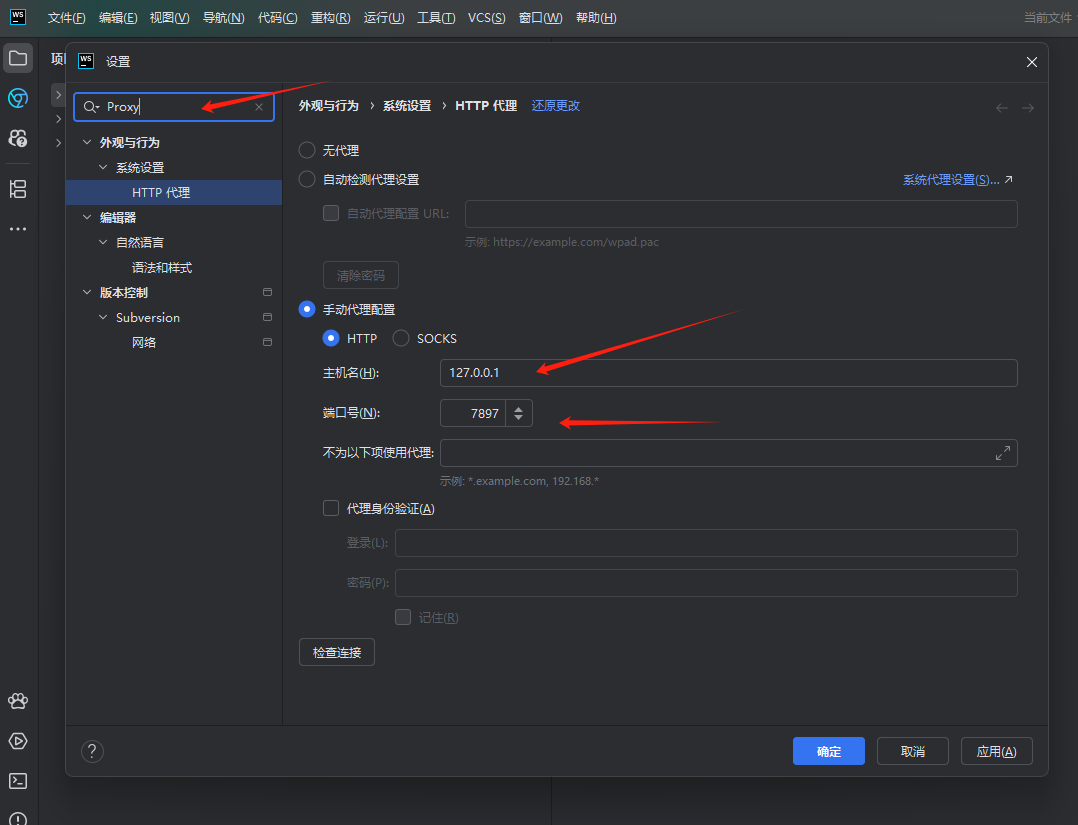 WS 文件(F) 编辑(E) 视图(V) 导航(N) 代码(C) 重构(R) 运行(U) 工具(T) VCS(S) 窗口(W) 帮助(H) 当前文件
WS 设置
Proxy
外观与行为 › 系统设置 › HTTP 代理 还原更改
外观与行为
系统设置
HTTP 代理
编辑器
自然语言
语法和样式
版本控制
Subversion
网络
无代理
自动检测代理设置 系统代理设置(S)...
自动代理配置 URL:
示例: https://example.com/wpad.pac
清除密码
手动代理配置
HTTP SOCKS
主机名(H): 127.0.0.1
端口号(N): 7897
不为以下项使用代理:
示例: *.example.com, 192.168.*
代理身份验证(A)
登录(L):
密码(P):
记住(R)
检查连接
? 确定 取消 应用(A)